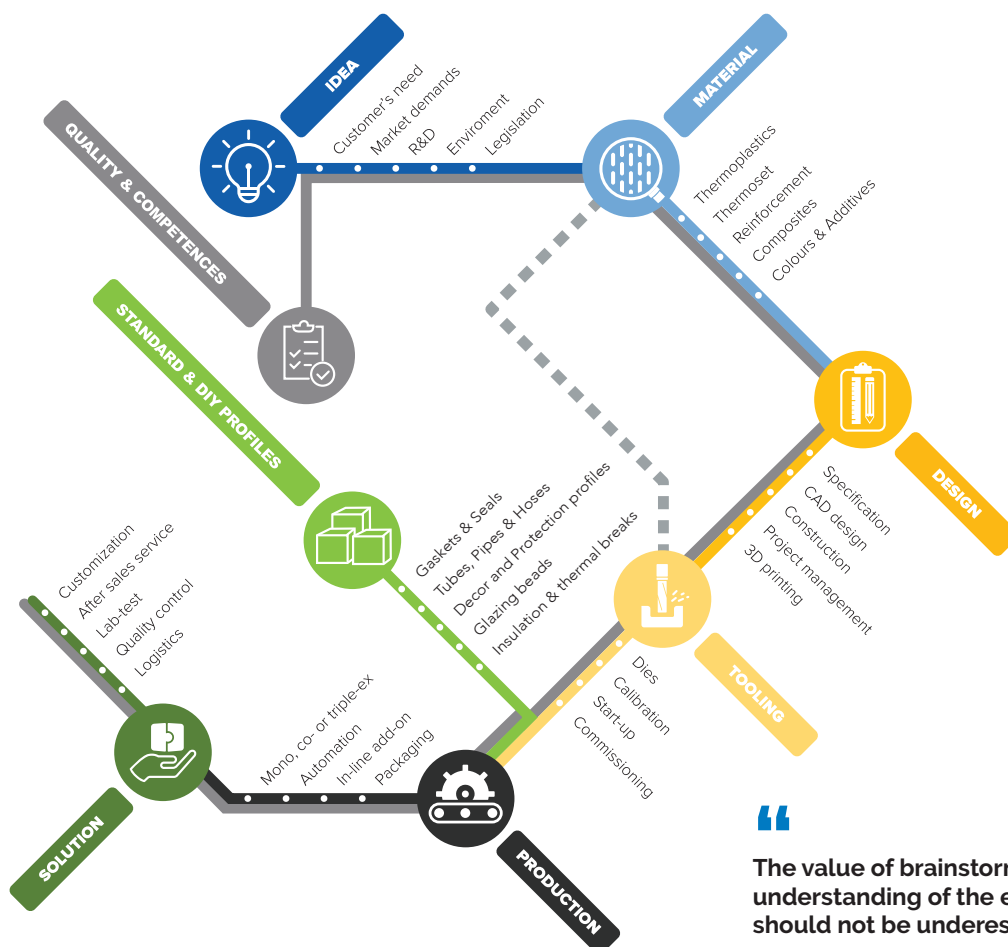 IDEA
Customer's need
Market demands
R&D
Enviroment
Legislation
MATERIAL
Thermoplastics
Thermoset
Reinforcement
Composites
Colours & Additives
QUALITY & COMPETENCES
STANDARD & DIY PROFILES
Gaskets & Seals
Tubes, Pipes & Hoses
Decor and Protection profiles
Glazing beads
Insulation & thermal breaks
DESIGN
Specification
CAD design
Construction
Project management
3D printing
TOOLING
Dies
Calibration
Start-up
Commissioning
Customization
After sales service
Lab-test
Quality control
Logistics
SOLUTION
Mono, co- or triple-ex
Automation
In-line add-on
Packaging
PRODUCTION
“
The value of
understanding of the
should not be